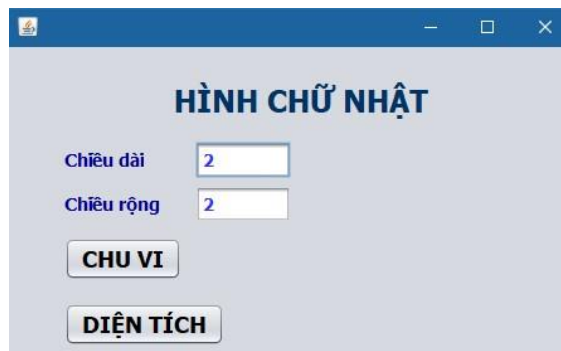 HÌNH CHỮ NHẬT
Chiều dài 2
Chiều rộng 2
CHU VI
DIỆN TÍCH